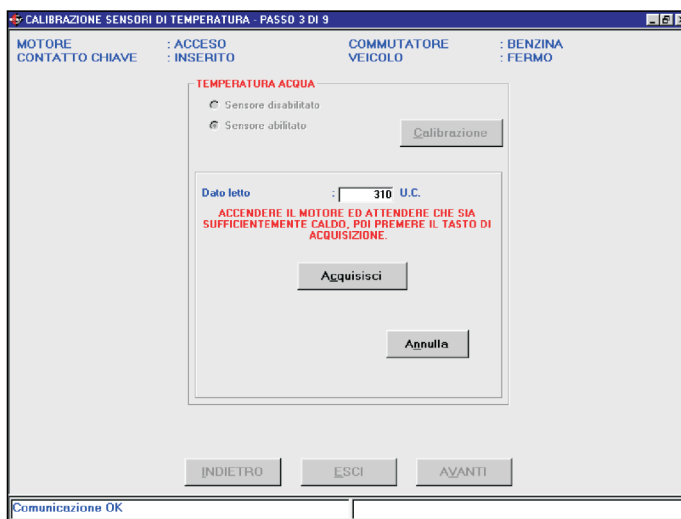 CALIBRAZIONE SENSORI DI TEMPERATURA - PASSO 3 DI 9
MOTORE : ACCESO COMMUTATORE : BENZINA
CONTATTO CHIAVE : INSERITO VEICOLO : FERMO
TEMPERATURA ACQUA
Sensore disabilitato
Sensore abilitato
Calibrazione
Dato letto : 310 U.C.
ACCENDERE IL MOTORE ED ATTENDERE CHE SIA
SUFFICIENTEMENTE CALDO, POI PREMERE IL TASTO DI
ACQUISIZIONE.
Acquisisci
Annulla
INDIETRO ESCI AVANTI
Comunicazione OK